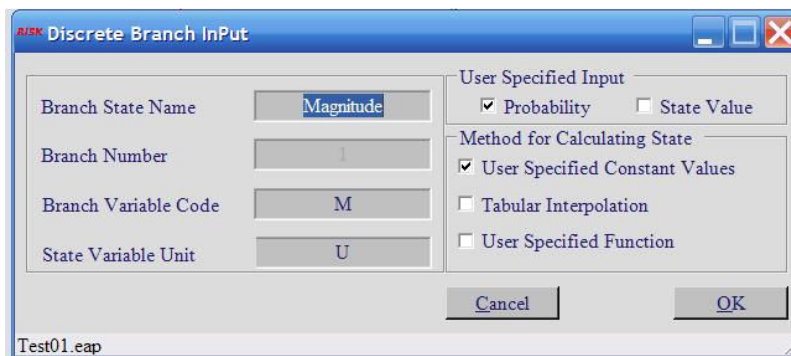 RISK Discrete Branch InPut
User Specified Input
Branch State Name Magnitude
Probability State Value
Method for Calculating State
Branch Number 1
User Specified Constant Values
Branch Variable Code M
Tabular Interpolation
User Specified Function
State Variable Unit U
Cancel OK
Test01.eap